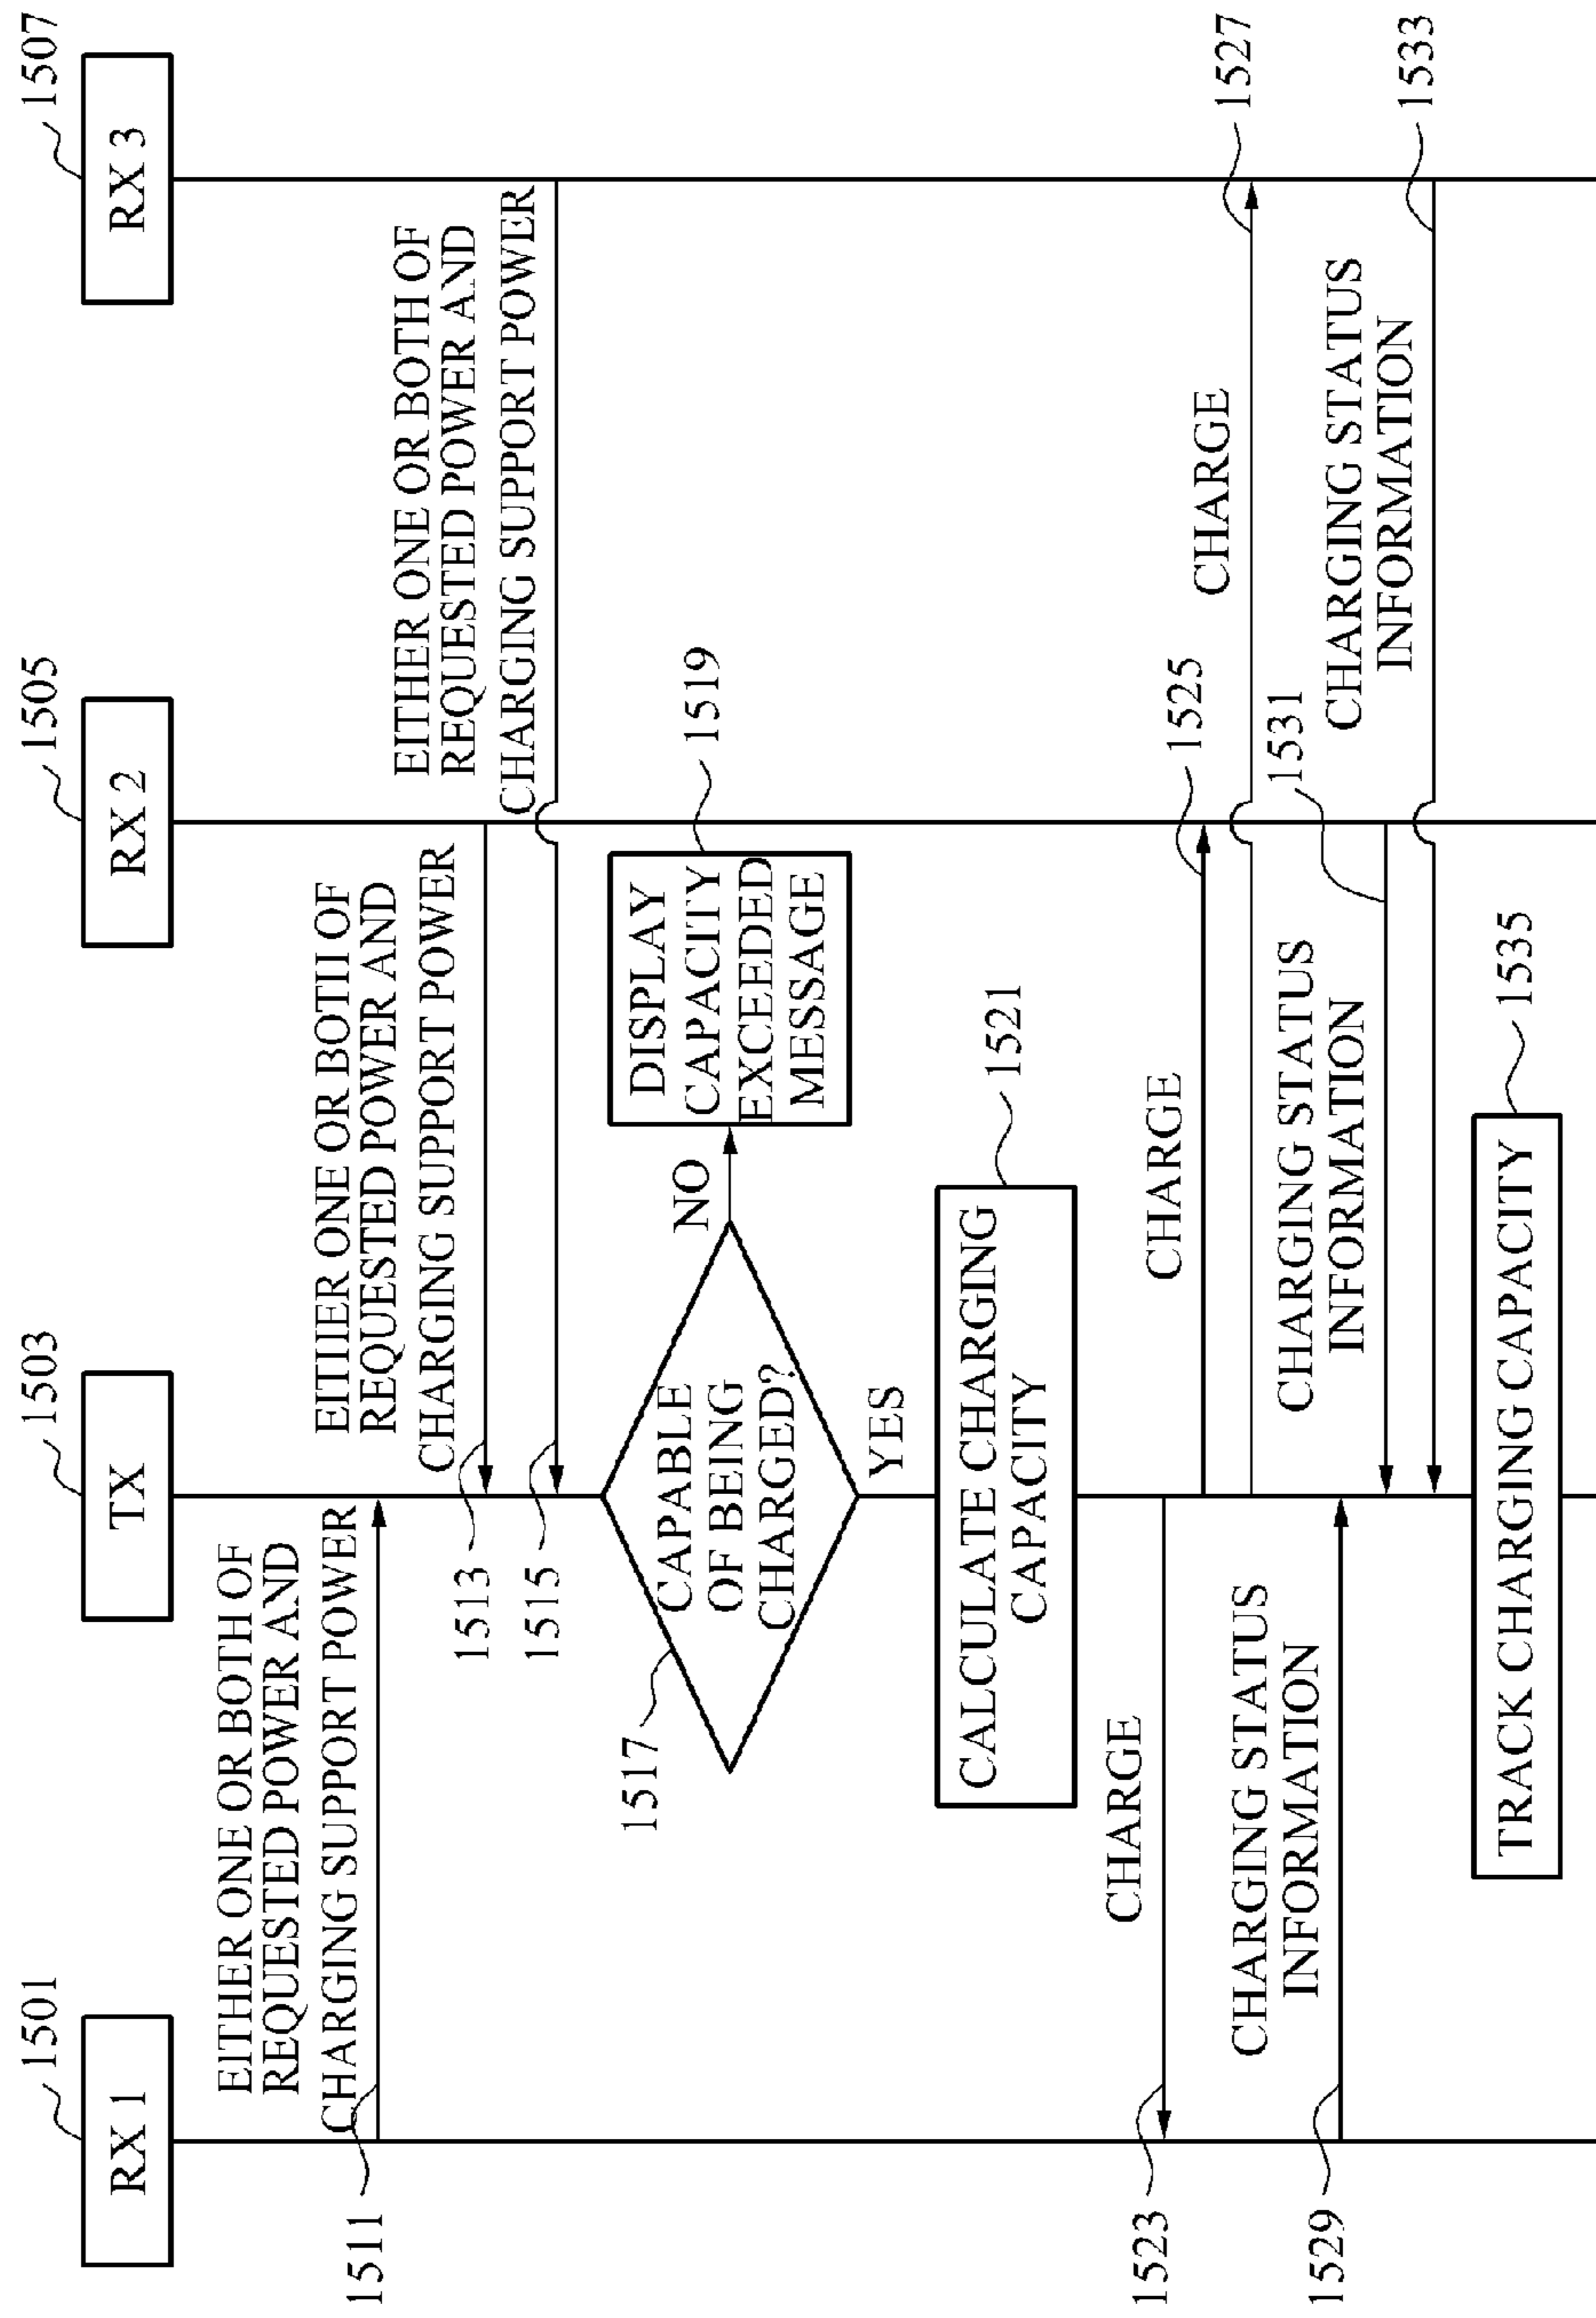 1501
1503
1505
1507
RX 1
TX
RX 2
RX 3
EITHER ONE OR BOTH OF
REQUESTED POWER AND
CHARGING SUPPORT POWER
1511
EITHER ONE OR BOTH OF
REQUESTED POWER AND
CHARGING SUPPORT POWER
1513
EITHER ONE OR BOTH OF
REQUESTED POWER AND
CHARGING SUPPORT POWER
1515
1517
CAPABLE
OF BEING
CHARGED?
NO
DISPLAY
CAPACITY
EXCEEDED
MESSAGE
1519
YES
CALCULATE CHARGING
CAPACITY
1521
CHARGE
1523
CHARGE
1525
CHARGE
1527
CHARGING STATUS
INFORMATION
1529
CHARGING STATUS
INFORMATION
1531
CHARGING STATUS
INFORMATION
1533
TRACK CHARGING CAPACITY
1535